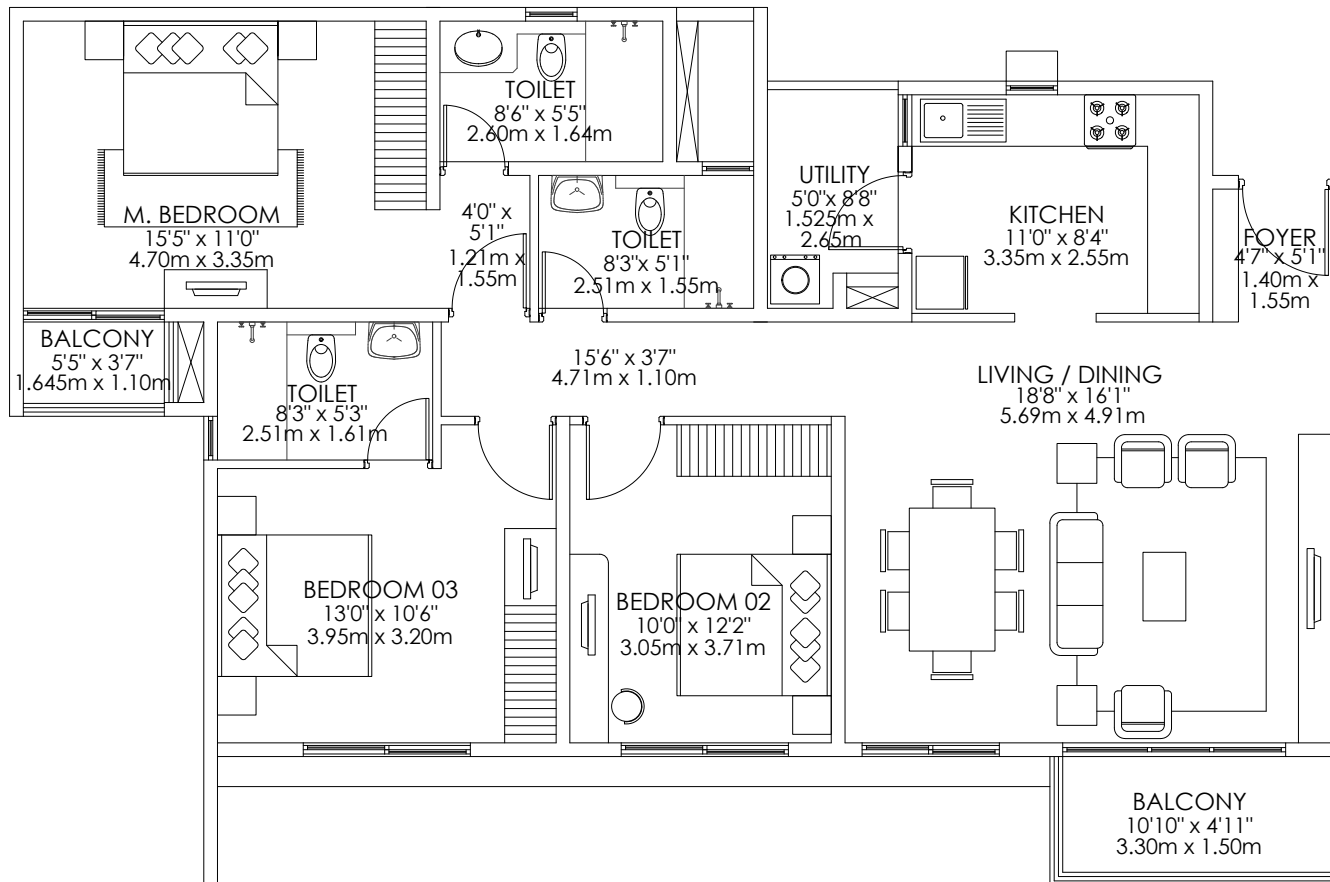 TOILET
8'6" x 5'5"
2.60m x 1.64m
M. BEDROOM
15'5" x 11'0"
4.70m x 3.35m
4'0" x
5'1"
1.21m x
1.55m
TOILET
8'3"x 5'1"
2.51m x 1.55m
UTILITY
5'0"x 8'8"
1.525m x
2.65m
KITCHEN
11'0" x 8'4"
3.35m x 2.55m
FOYER
4'7" x 5'1"
1.40m x
1.55m
BALCONY
5'5" x 3'7"
1.645m x 1.10m
TOILET
8'3" x 5'3"
2.51m x 1.61m
15'6" x 3'7"
4.71m x 1.10m
LIVING / DINING
18'8" x 16'1"
5.69m x 4.91m
BEDROOM 03
13'0" x 10'6"
3.95m x 3.20m
BEDROOM 02
10'0" x 12'2"
3.05m x 3.71m
BALCONY
10'10" x 4'11"
3.30m x 1.50m